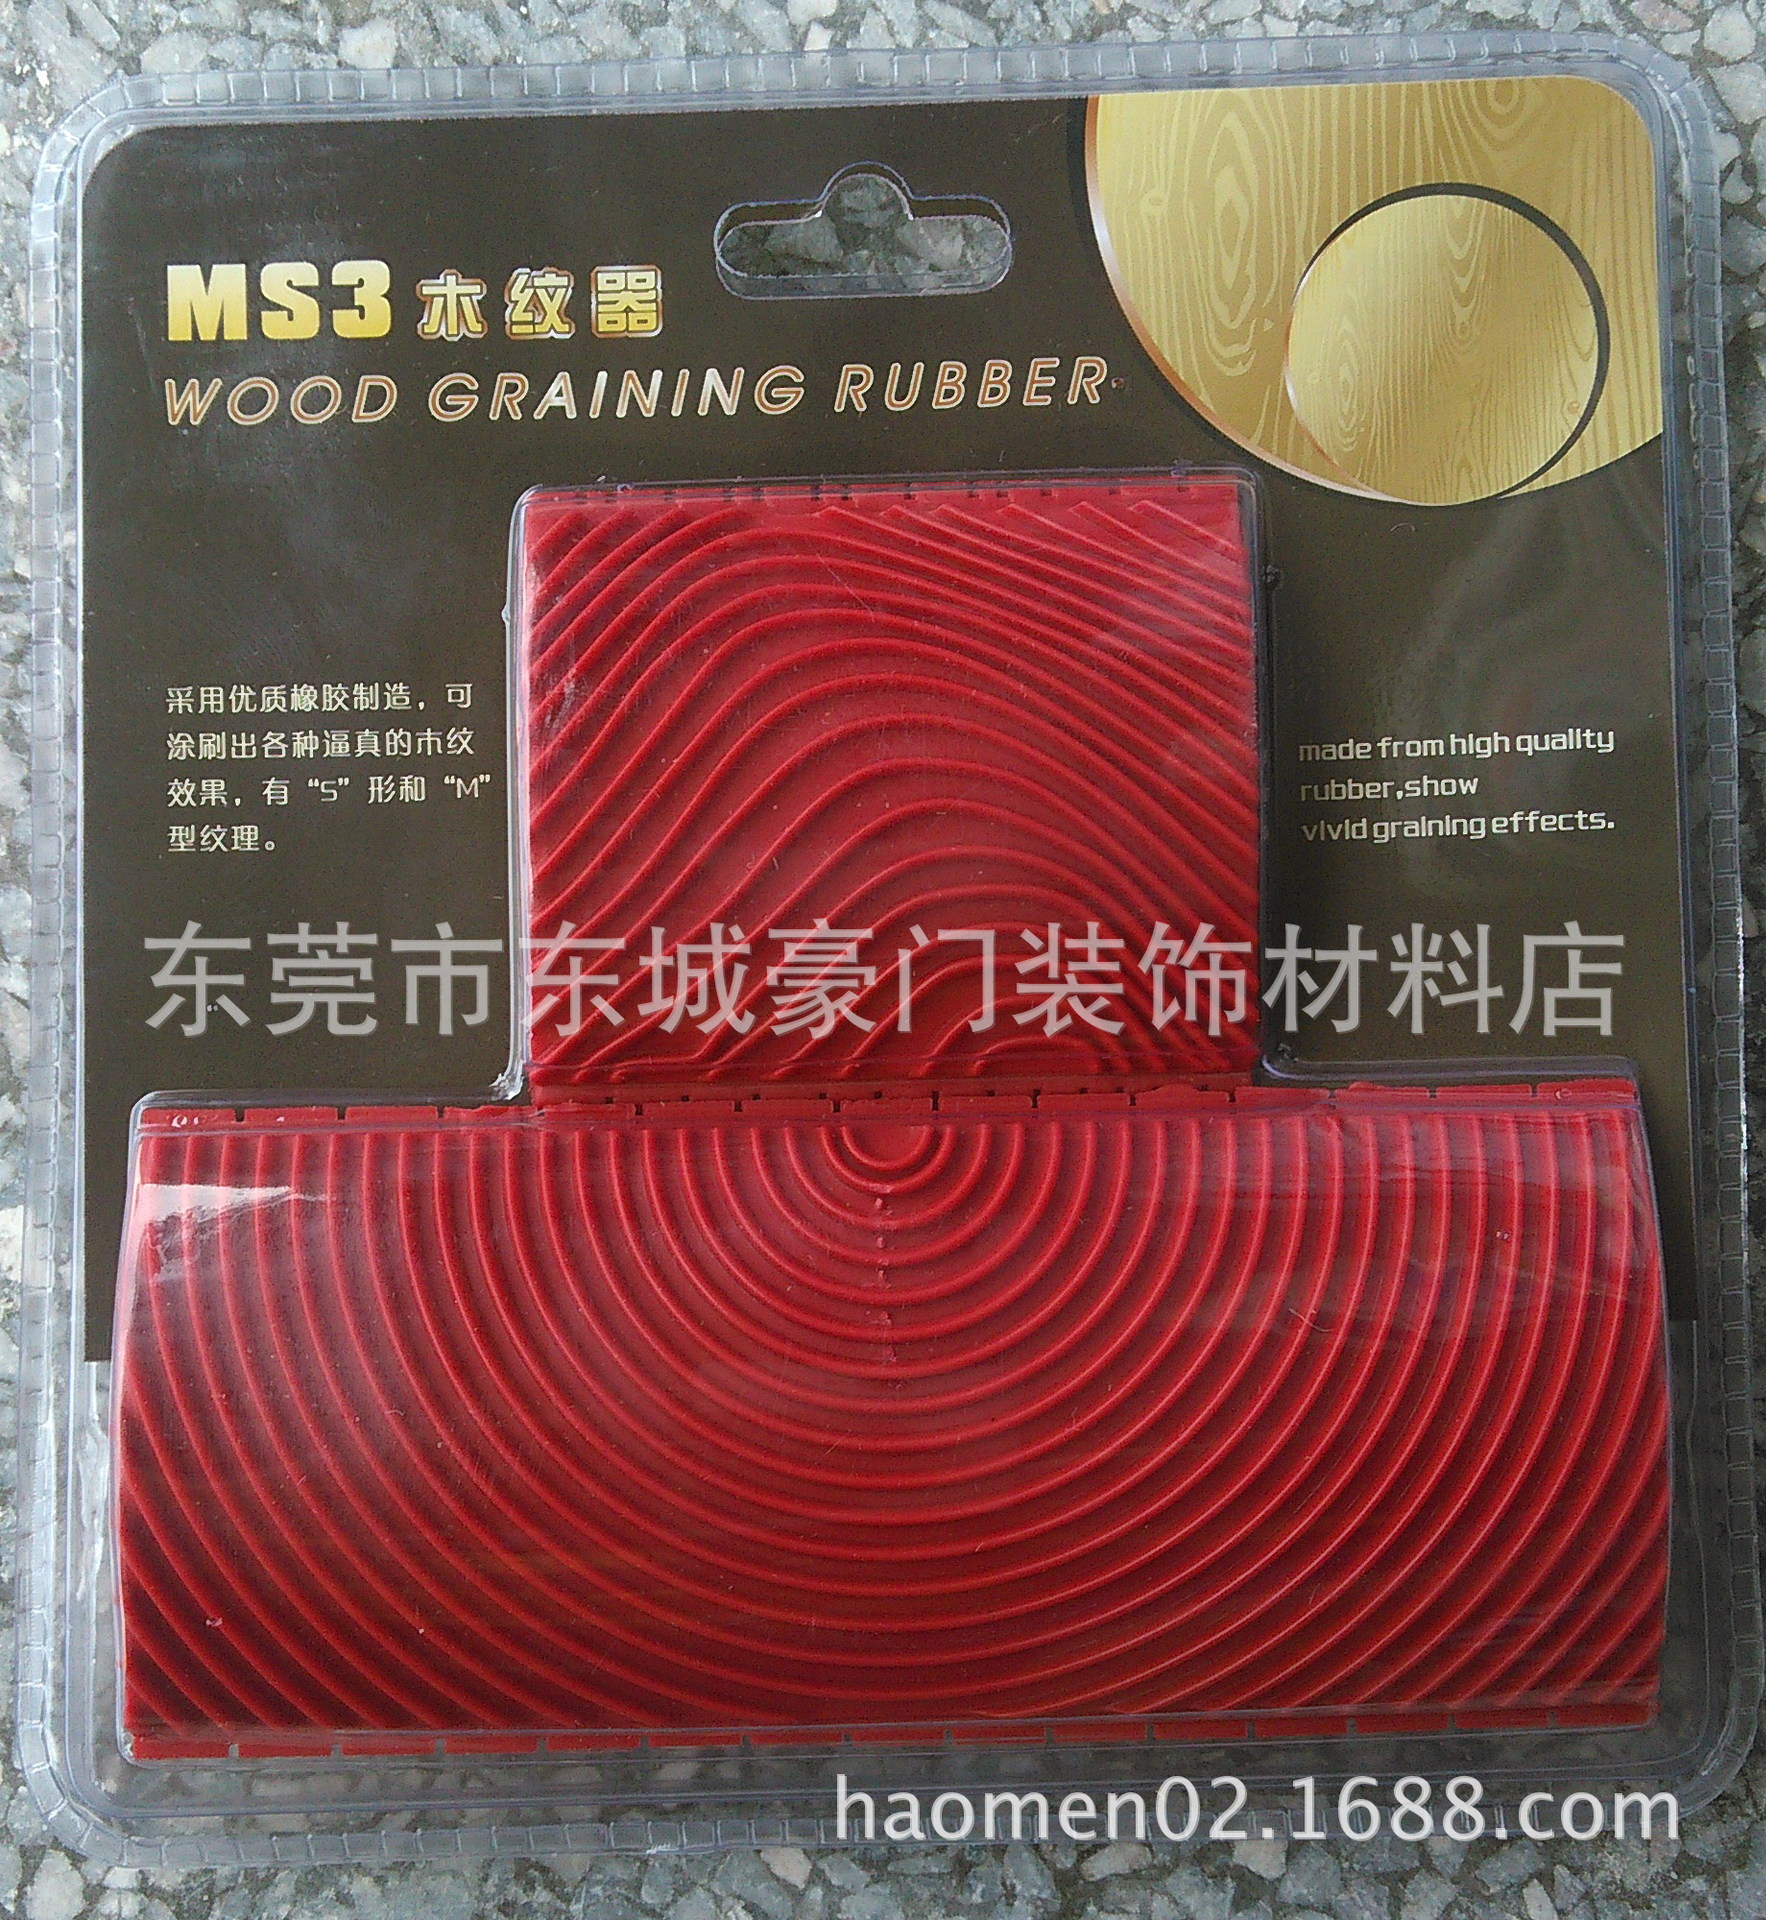 MS3 木纹器
WOOD GRAINING RUBBER
采用优质橡胶制造，可
涂刷出各种逼真的木纹
效果，有“S”形和“M”
型纹理。
made from high quality
rubber,show
vivid graining effects.
东莞市东城豪门装饰材料店
haomen02.1688.com